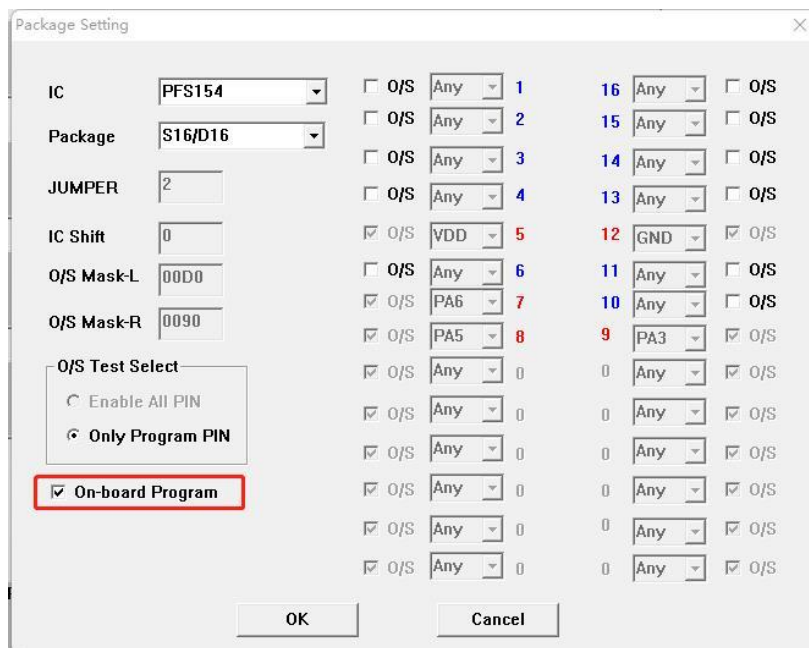 Package Setting
IC PFS154
Package S16/D16
JUMPER 2
IC Shift 0
O/S Mask-L 00D0
O/S Mask-R 0090
O/S Test Select
Enable All PIN
Only Program PIN
On-board Program
O/S Any 1 16 Any O/S
O/S Any 2 15 Any O/S
O/S Any 3 14 Any O/S
O/S Any 4 13 Any O/S
O/S VDD 5 12 GND O/S
O/S Any 6 11 Any O/S
O/S PA6 7 10 Any O/S
O/S PA5 8 9 PA3 O/S
O/S Any 0 0 Any O/S
O/S Any 0 0 Any O/S
O/S Any 0 0 Any O/S
O/S Any 0 0 Any O/S
O/S Any 0 0 Any O/S
O/S Any 0 0 Any O/S
OK Cancel